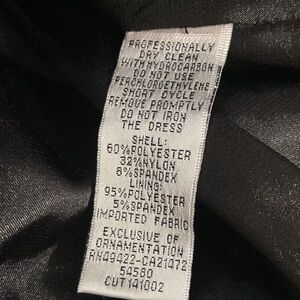 PROFESSIONALLY
DRY CLEAN
WITH HYDROCARBON
DO NOT USE
PERCHLOROETHYLENE
SHORT CYCLE
REMOVE PROMPTLY
DO NOT IRON
THE DRESS
SHELL:
60%POLYESTER
32%NYLON
8%SPANDEX
LINING:
95%POLYESTER
5%SPANDEX
IMPORTED FABRIC
EXCLUSIVE OF
ORNAMENTATION
RN49422-CA21472
54580
CUT141002